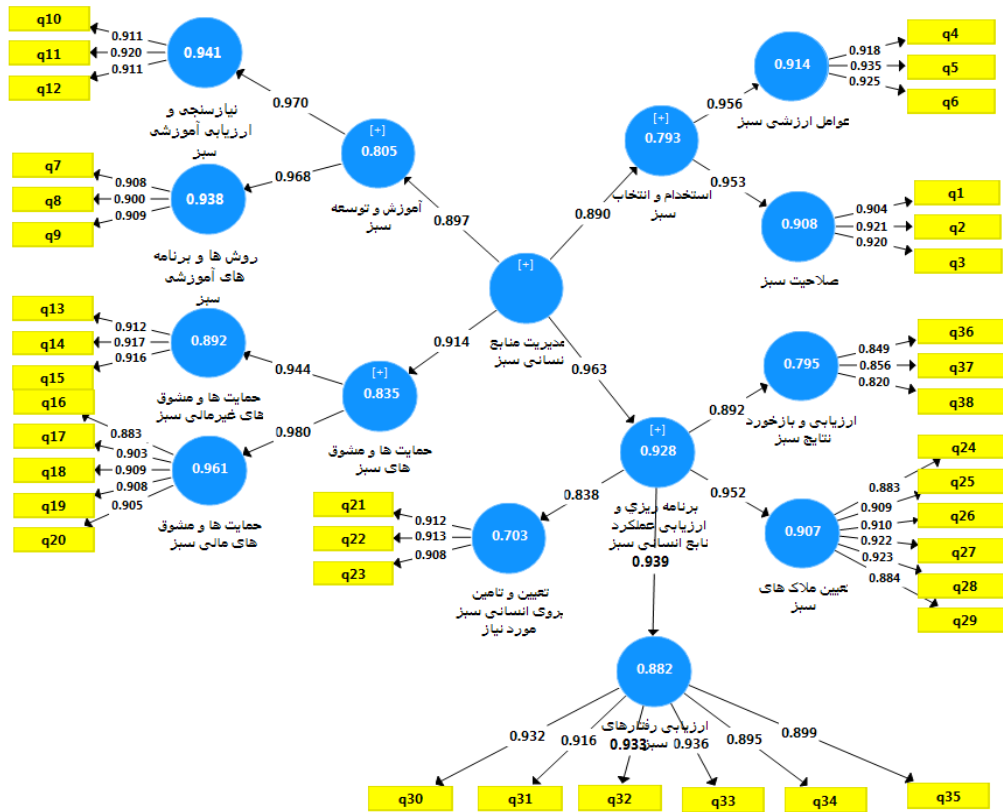 q10
q11
q12
0.911
0.920
0.911
0.941
نیازسنجی و
ارزیابی آموزشی
سبز
0.970
q7
q8
q9
0.908
0.900
0.909
0.938
روش ها و برنامه
های آموزشی
سبز
0.968
[+]
0.805
آموزش و توسعه
سبز
0.897
q4
q5
q6
0.918
0.935
0.925
0.914
عوامل ارزشی سبز
0.956
[+]
0.793
استخدام و انتخاب
سبز
0.953
q1
q2
q3
0.904
0.921
0.920
0.908
صلاحیت سبز
0.890
[+]
مدیریت منابع
انسانی سبز
q13
q14
q15
0.912
0.917
0.916
0.892
حمایت ها و مشوق
های غیرمالی سبز
0.944
0.914
[+]
0.835
حمایت ها و مشوق
های سبز
0.980
q16
q17
q18
q19
q20
0.883
0.903
0.909
0.908
0.905
0.961
حمایت ها و مشوق
های مالی سبز
0.963
[+]
0.928
برنامه ریزي و
ارزیابی عملکرد
نابع انسانی سبز
0.939
0.892
0.795
ارزیابی و بازخورد
نتایج سبز
q36
q37
q38
0.849
0.856
0.820
0.952
0.907
تعیین ملاک های
سبز
q24
q25
q26
q27
q28
q29
0.883
0.909
0.910
0.922
0.923
0.884
0.838
q21
q22
q23
0.912
0.913
0.908
0.703
تعیین و تامین
یروی انسانی سبز
مورد نیاز
0.882
ارزیابی رفتارهای
سبز
0.932
0.916
0.933
0.936
0.895
0.899
q30
q31
q32
q33
q34
q35